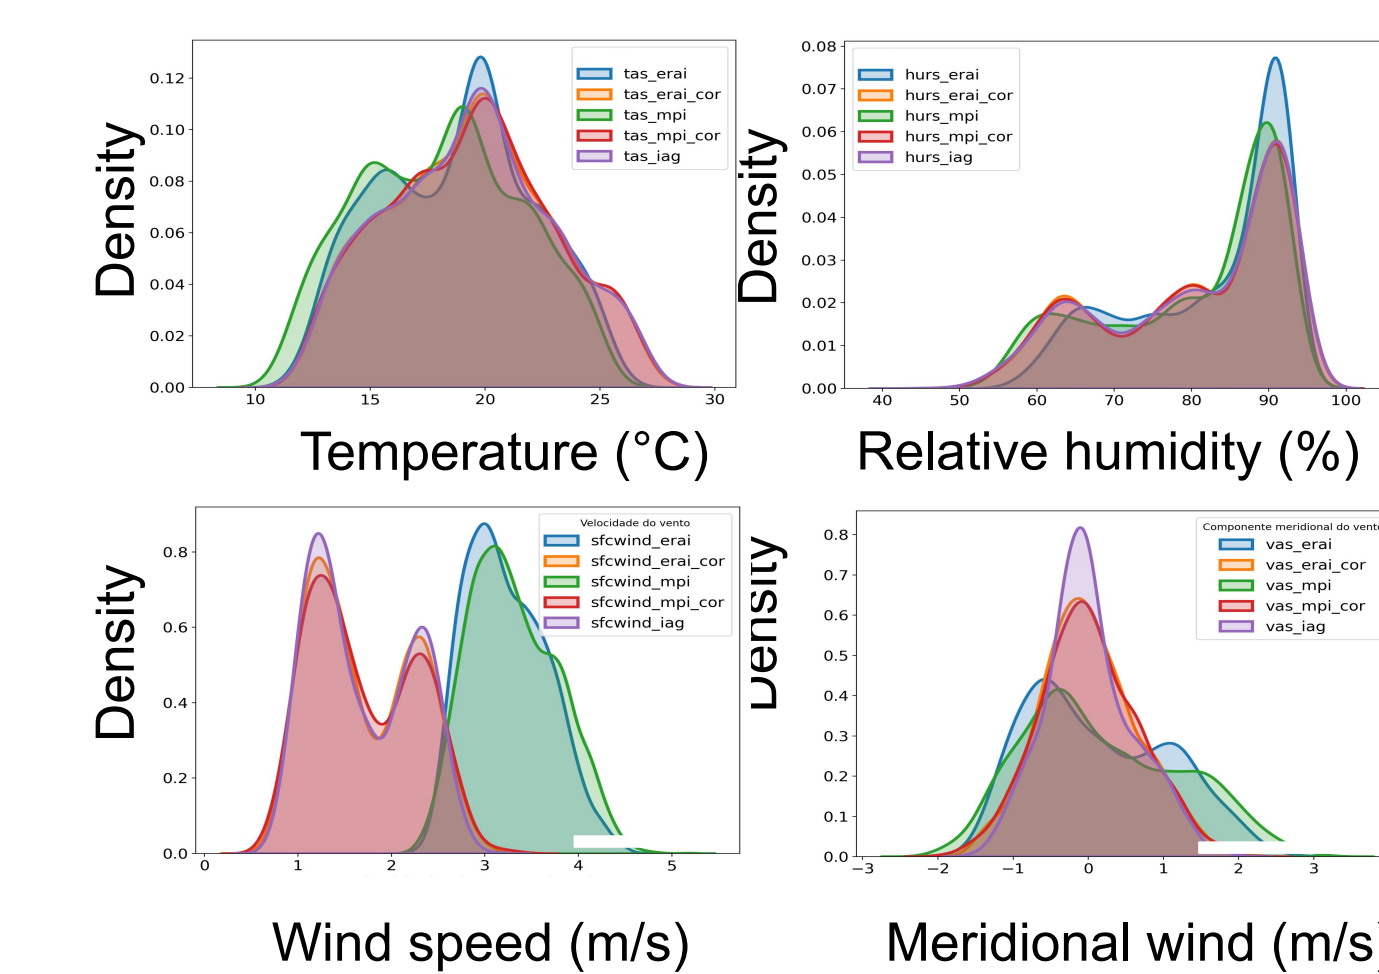 Density
0.12
0.10
0.08
0.06
0.04
0.02
0.00
tas_erai
tas_erai_cor
tas_mpi
tas_mpi_cor
tas_iag
10 15 20 25 30
Temperature (°C)
Density
0.08
0.07
0.06
0.05
0.04
0.03
0.02
0.01
0.00
hurs_erai
hurs_erai_cor
hurs_mpi
hurs_mpi_cor
hurs_iag
40 50 60 70 80 90 100
Relative humidity (%)
Density
0.8
0.6
0.4
0.2
0.0
Velocidade do vento
sfcwind_erai
sfcwind_erai_cor
sfcwind_mpi
sfcwind_mpi_cor
sfcwind_iag
0 1 2 3 4 5
Wind speed (m/s)
Density
0.8
0.7
0.6
0.5
0.4
0.3
0.2
0.1
0.0
Componente meridional do vento
vas_erai
vas_erai_cor
vas_mpi
vas_mpi_cor
vas_iag
−3 −2 −1 0 1 2 3
Meridional wind (m/s)